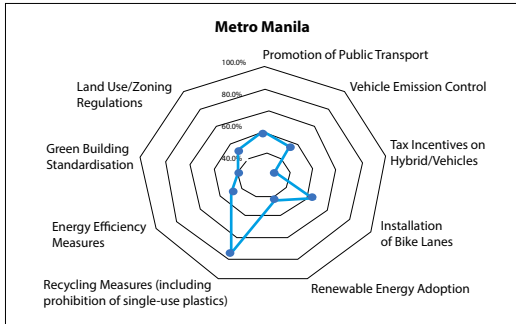 Metro Manila
100.0%
Promotion of Public Transport
80.0%
Land Use/Zoning
Regulations
Vehicle Emission Control
60.0%
Green Building
Standardisation
Tax Incentives on
Hybrid/Vehicles
40.0%
Energy Efficiency
Measures
Installation
of Bike Lanes
Recycling Measures (including
prohibition of single-use plastics)
Renewable Energy Adoption